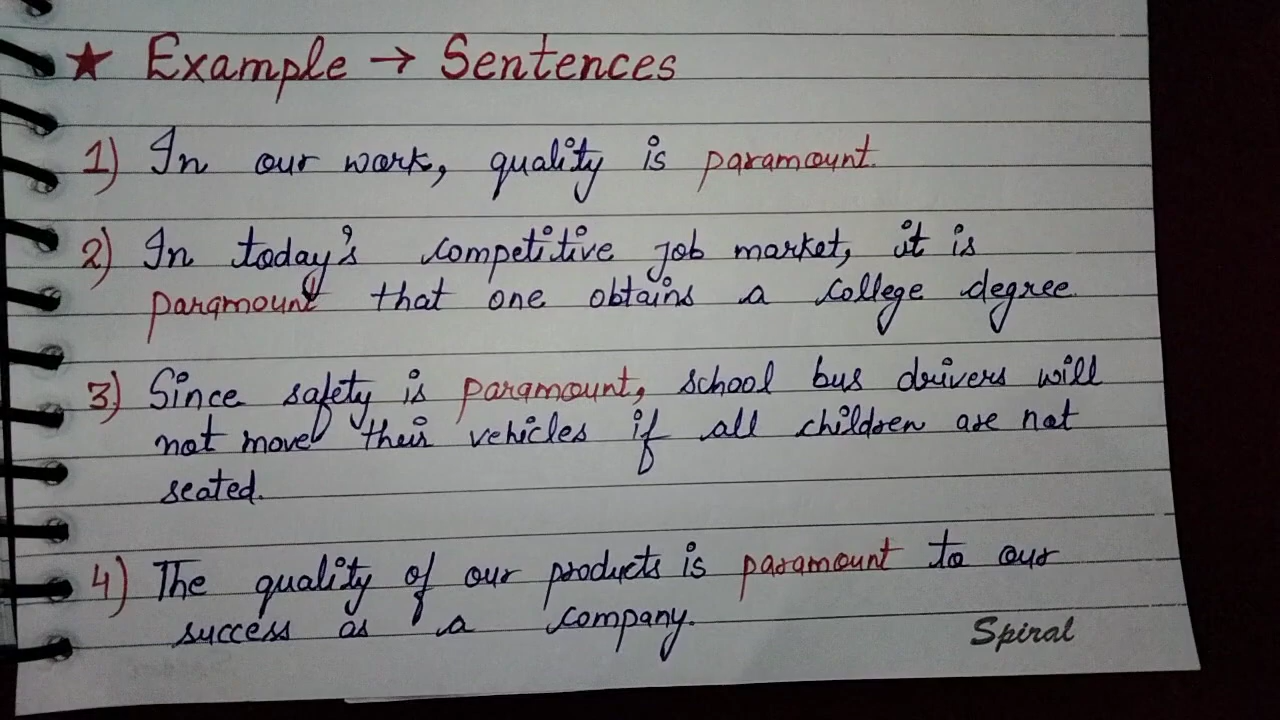 ★ Example → Sentences
1) In our work, quality is paramount.
2) In today's competitive job market, it is
paramount that one obtains a college degree.
3) Since safety is paramount, school bus drivers will
not move their vehicles if all children are not
seated.
4) The quality of our products is paramount to our
success as a company.
Spiral